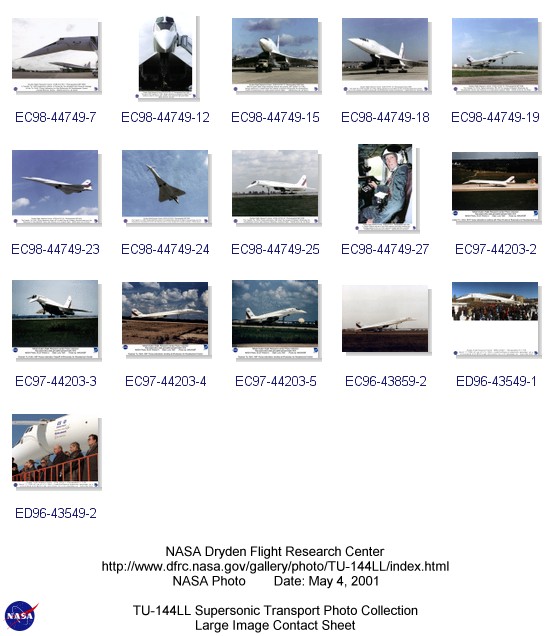 EC98-44749-7 EC98-44749-12 EC98-44749-15 EC98-44749-18 EC98-44749-19
EC98-44749-23 EC98-44749-24 EC98-44749-25 EC98-44749-27 EC97-44203-2
EC97-44203-3 EC97-44203-4 EC97-44203-5 EC96-43859-2 ED96-43549-1
ED96-43549-2
NASA Dryden Flight Research Center
http://www.dfrc.nasa.gov/gallery/photo/TU-144LL/index.html
NASA Photo Date: May 4, 2001
NASA
TU-144LL Supersonic Transport Photo Collection
Large Image Contact Sheet